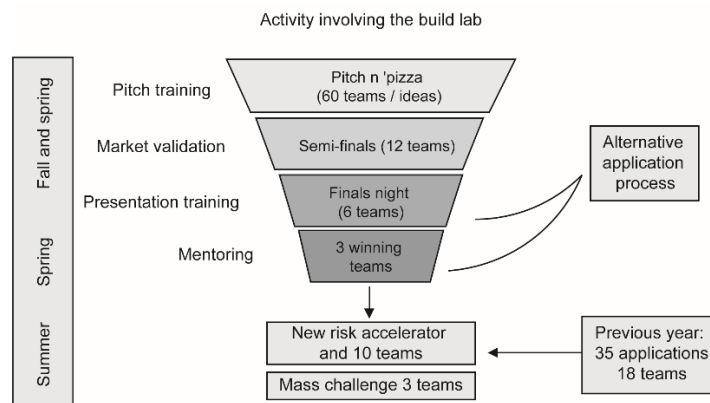 Activity involving the build lab
Fall and spring
Spring
Summer
Pitch training
Market validation
Presentation training
Mentoring
Pitch n 'pizza
(60 teams / ideas)
Semi-finals (12 teams)
Finals night
(6 teams)
3 winning
teams
Alternative
application
process
New risk accelerator
and 10 teams
Mass challenge 3 teams
Previous year:
35 applications
18 teams